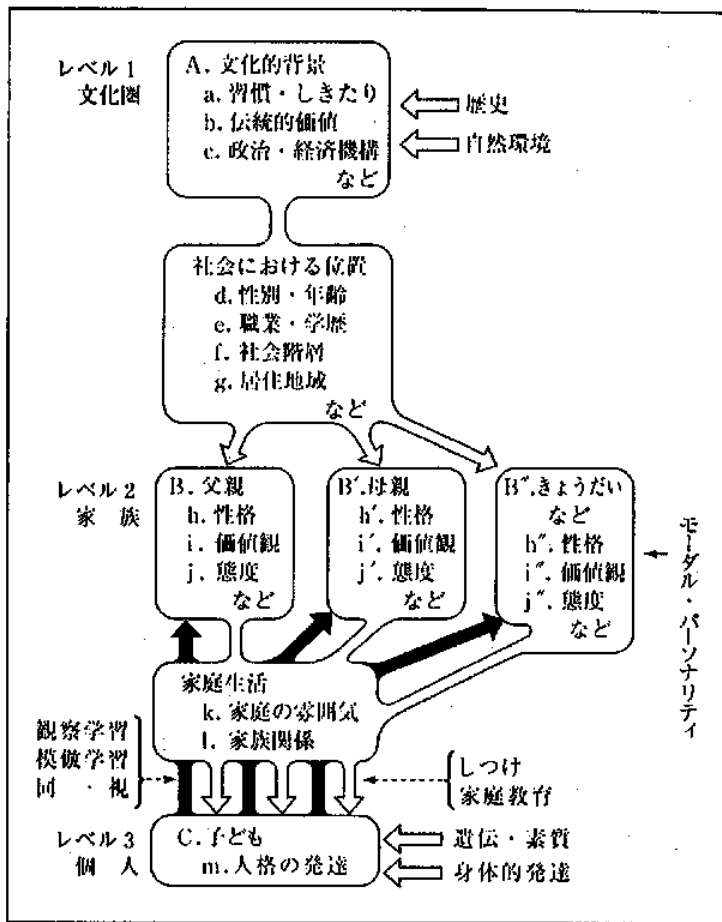 レベル1
文化圏
A. 文化的背景
a. 習慣・しきたり
b. 伝統的価値
c. 政治・経済機構
など
歴史
自然環境
社会における位置
d. 性別・年齢
e. 職業・学歴
f. 社会階層
g. 居住地域
など
レベル2
家 族
B. 父親
h. 性格
i. 価値観
j. 態度
など
B′.母親
h′. 性格
i′. 価値観
j′. 態度
など
B″.きょうだい
など
h″. 性格
i″. 価値観
j″. 態度
など
モーダル・パーソナリティ
家庭生活
k. 家庭の雰囲気
l. 家族関係
観察学習
模倣学習
同一視
しつけ
家庭教育
レベル3
個 人
C. 子ども
m. 人格の発達
遺伝・素質
身体的発達